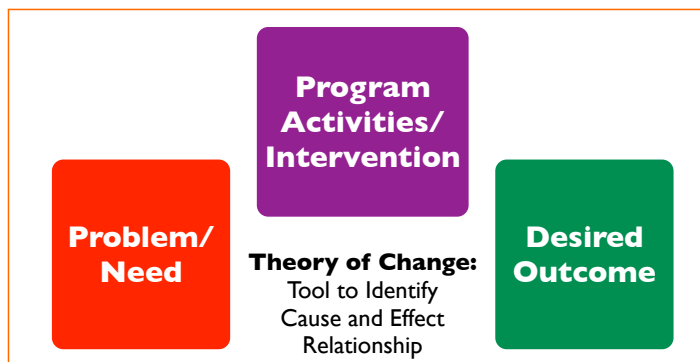 Program
Activities/
Intervention
Problem/
Need
Theory of Change:
Tool to Identify
Cause and Effect
Relationship
Desired
Outcome